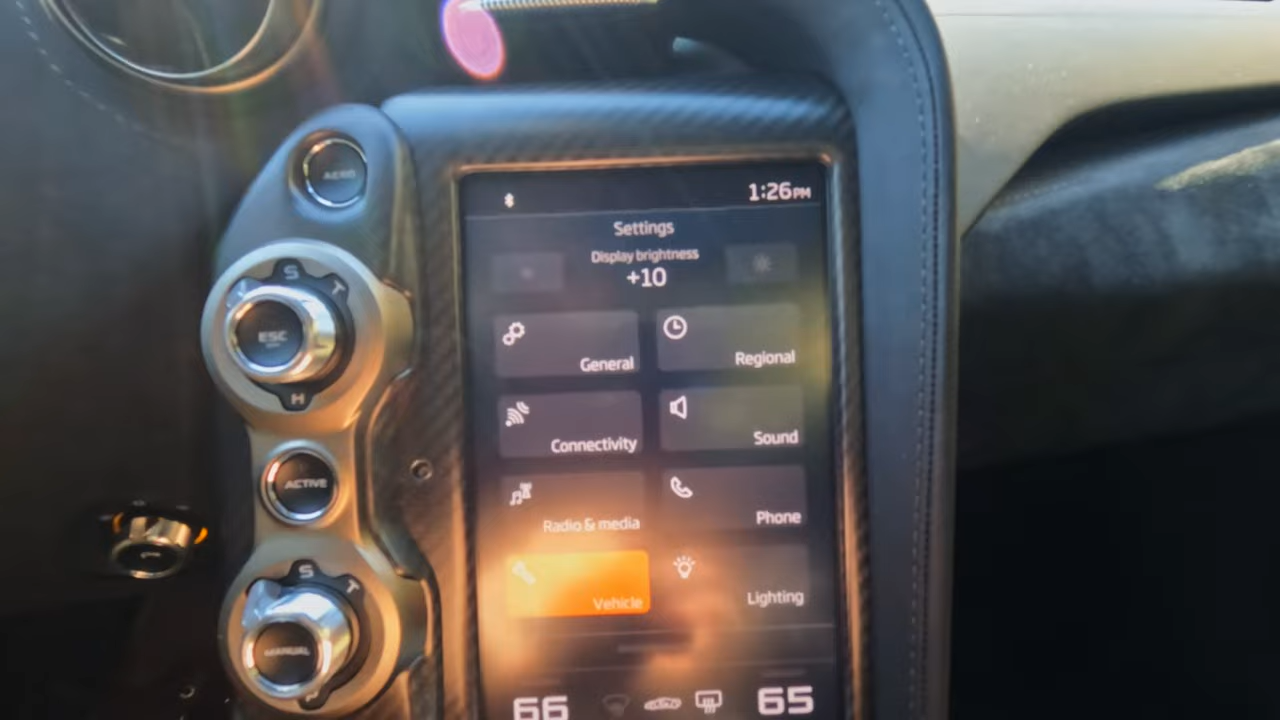 AERO
1:26PM
Settings
Display brightness
+10
S
T
ESC
H
General
Regional
Connectivity
Sound
ACTIVE
Radio & media
Phone
Vehicle
Lighting
S
T
MANUAL
66
65